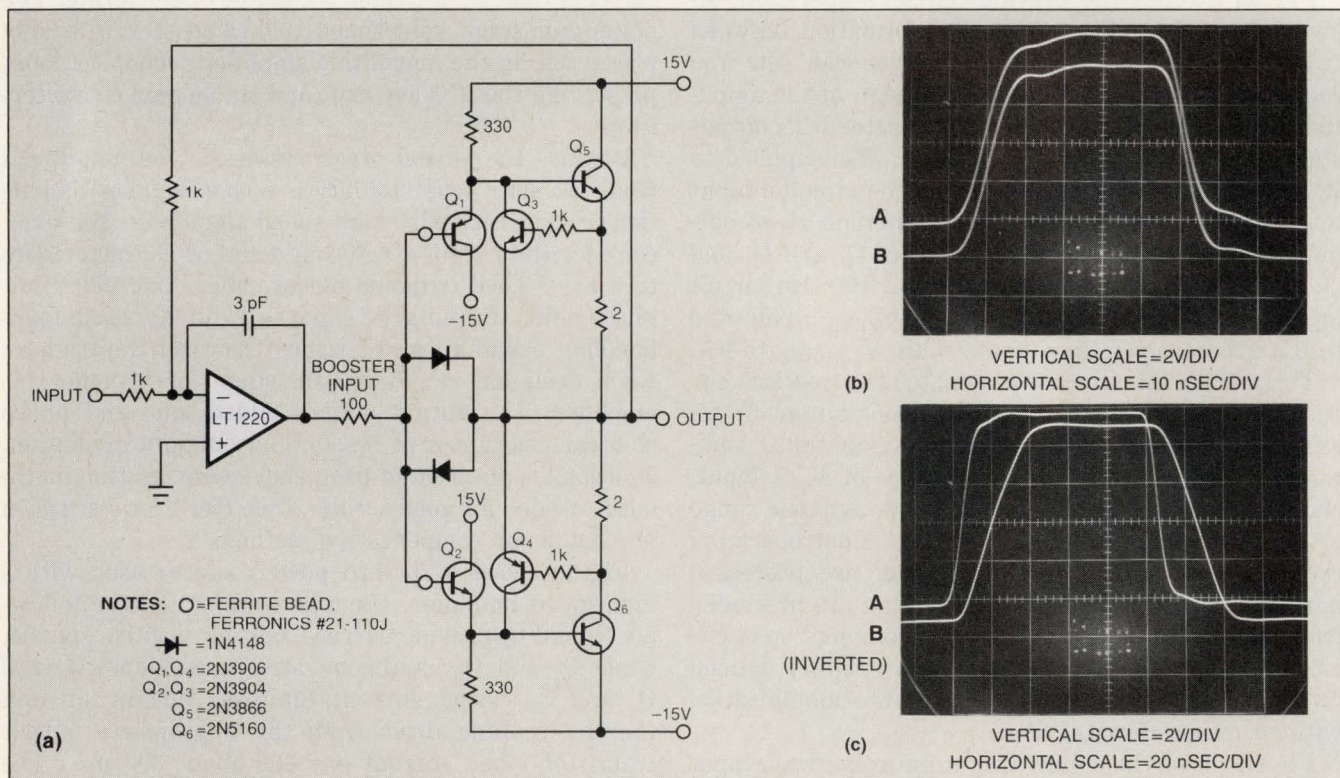 15V
330
Q5
1k
Q1
Q3
1k
3 pF
BOOSTER
INPUT
100
-15V
2
INPUT
1k
LT1220
−
+
OUTPUT
15V
2
Q2
Q4
1k
Q6
330
-15V
NOTES: O=FERRITE BEAD,
FERRONICS #21-110J
=1N4148
Q1,Q4=2N3906
Q2,Q3=2N3904
Q5=2N3866
Q6=2N5160
(a)
A
B
VERTICAL SCALE=2V/DIV
(b)
HORIZONTAL SCALE=10 nSEC/DIV
A
B
(INVERTED)
VERTICAL SCALE=2V/DIV
(c)
HORIZONTAL SCALE=20 nSEC/DIV